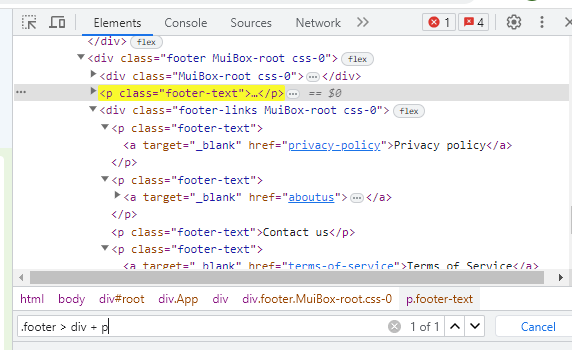 Elements Console Sources Network >> 1 4
</div> flex
<div class="footer MuiBox-root css-0"> flex
<div class="MuiBox-root css-0"> ... </div>
... <p class="footer-text">…</p> ... == $0
<div class="footer-links MuiBox-root css-0"> flex
<p class="footer-text">
<a target="_blank" href="privacy-policy">Privacy policy</a>
</p>
<p class="footer-text">
<a target="_blank" href="aboutus"> ... </a>
</p>
<p class="footer-text">Contact us</p>
<p class="footer-text">
<a target="_blank" href="terms-of-service">Terms of Service</a>
html body div#root div.App div div.footer.MuiBox-root.css-0 p.footer-text
.footer > div + p 1 of 1 Cancel